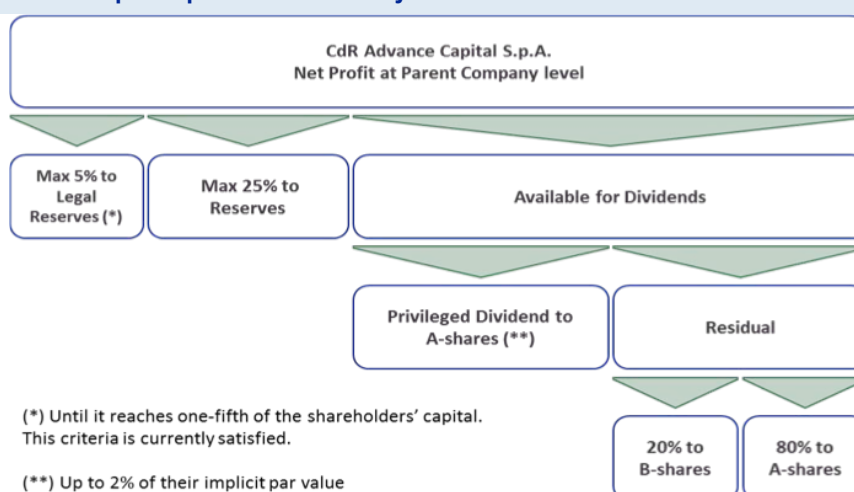 CdR Advance Capital S.p.A.
Net Profit at Parent Company level
Max 5% to
Legal
Reserves (*)
Max 25% to
Reserves
Available for Dividends
Privileged Dividend to
A-shares (**)
Residual
(*) Until it reaches one-fifth of the shareholders’ capital.
This criteria is currently satisfied.
20% to
B-shares
80% to
A-shares
(**) Up to 2% of their implicit par value